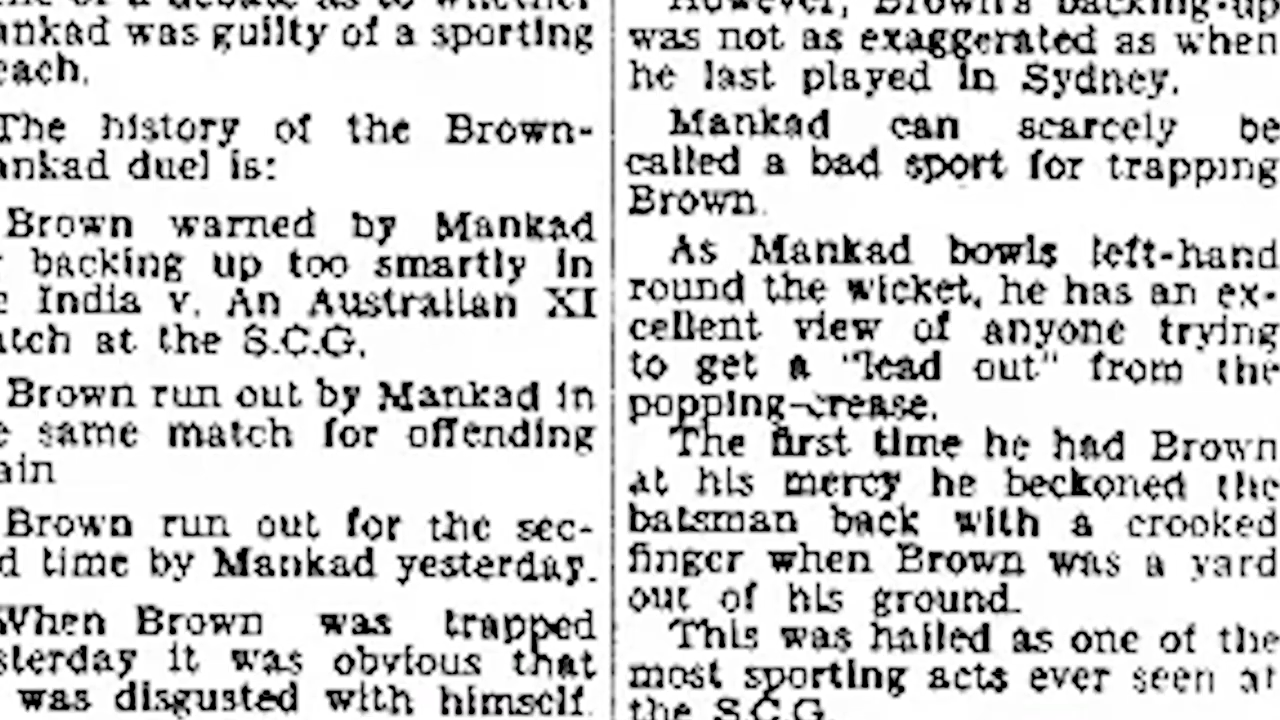 was guilty of a sporting
The history of the Brown-
duel is:
Brown warned by Mankad
backing up too smartly in
India v. An Australian XI
at the S.C.G.
Brown run out by Mankad in
same match for offending
Brown run out for the sec-
time by Mankad yesterday.
When Brown was trapped
it was obvious that
was disgusted with himself.
However, Brown's backing-up
was not as exaggerated as when
he last played in Sydney.
Mankad can scarcely be
called a bad sport for trapping
Brown.
As Mankad bowls left-hand
round the wicket, he has an ex-
cellent view of anyone trying
to get a "lead out" from the
popping-crease.
The first time he had Brown
at his mercy he beckoned the
batsman back with a crooked
finger when Brown was a yard
out of his ground.
This was hailed as one of the
most sporting acts ever seen at
the S.C.G.